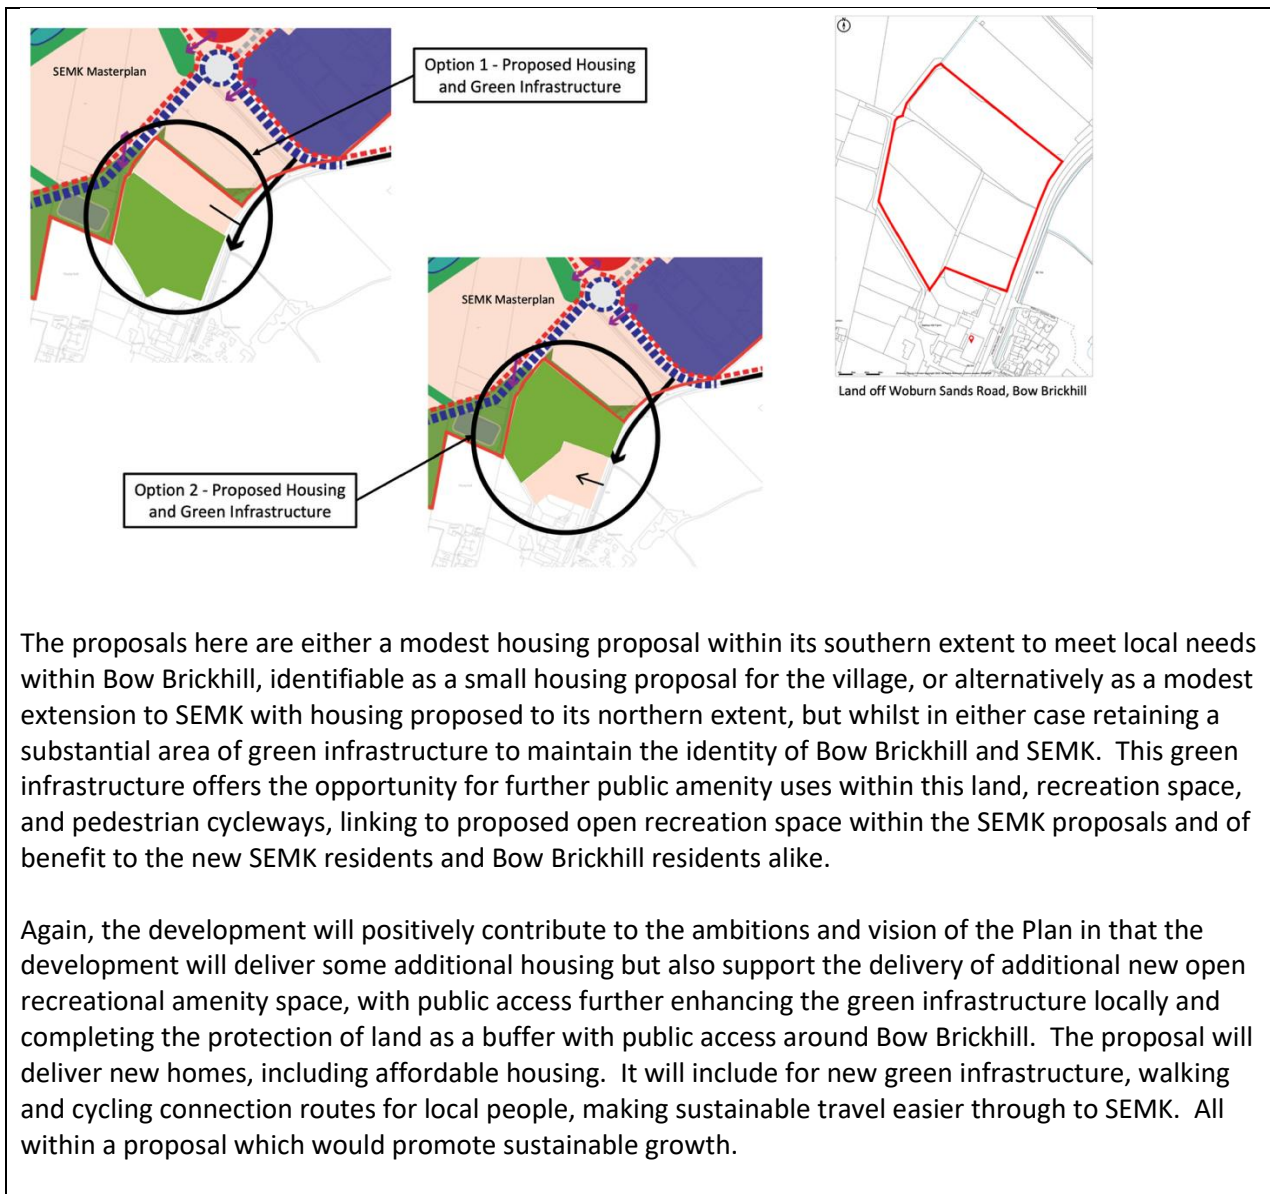 SEMK Masterplan
Option 1 - Proposed Housing
and Green Infrastructure
SEMK Masterplan
Option 2 - Proposed Housing
and Green Infrastructure
Land off Woburn Sands Road, Bow Brickhill
The proposals here are either a modest housing proposal within its southern extent to meet local needs
within Bow Brickhill, identifiable as a small housing proposal for the village, or alternatively as a modest
extension to SEMK with housing proposed to its northern extent, but whilst in either case retaining a
substantial area of green infrastructure to maintain the identity of Bow Brickhill and SEMK.  This green
infrastructure offers the opportunity for further public amenity uses within this land, recreation space,
and pedestrian cycleways, linking to proposed open recreation space within the SEMK proposals and of
benefit to the new SEMK residents and Bow Brickhill residents alike.
Again, the development will positively contribute to the ambitions and vision of the Plan in that the
development will deliver some additional housing but also support the delivery of additional new open
recreational amenity space, with public access further enhancing the green infrastructure locally and
completing the protection of land as a buffer with public access around Bow Brickhill.  The proposal will
deliver new homes, including affordable housing.  It will include for new green infrastructure, walking
and cycling connection routes for local people, making sustainable travel easier through to SEMK.  All
within a proposal which would promote sustainable growth.